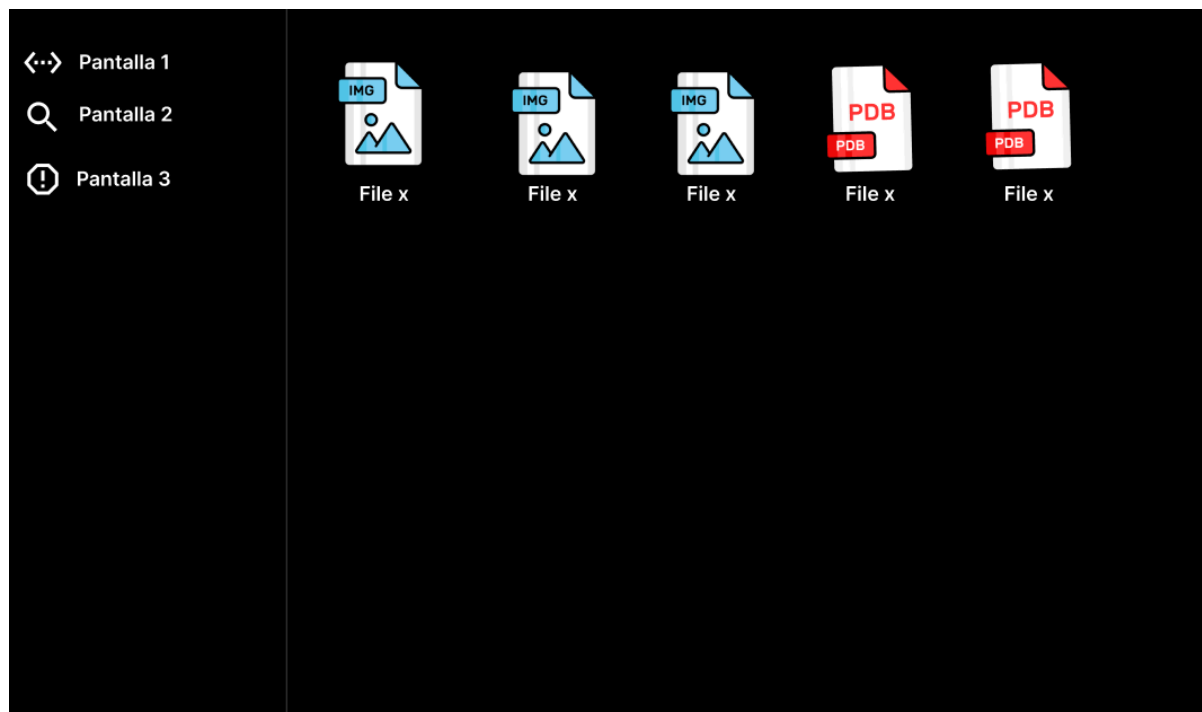 Pantalla 1
Pantalla 2
Pantalla 3
IMG
File x
IMG
File x
IMG
File x
PDB
PDB
File x
PDB
PDB
File x